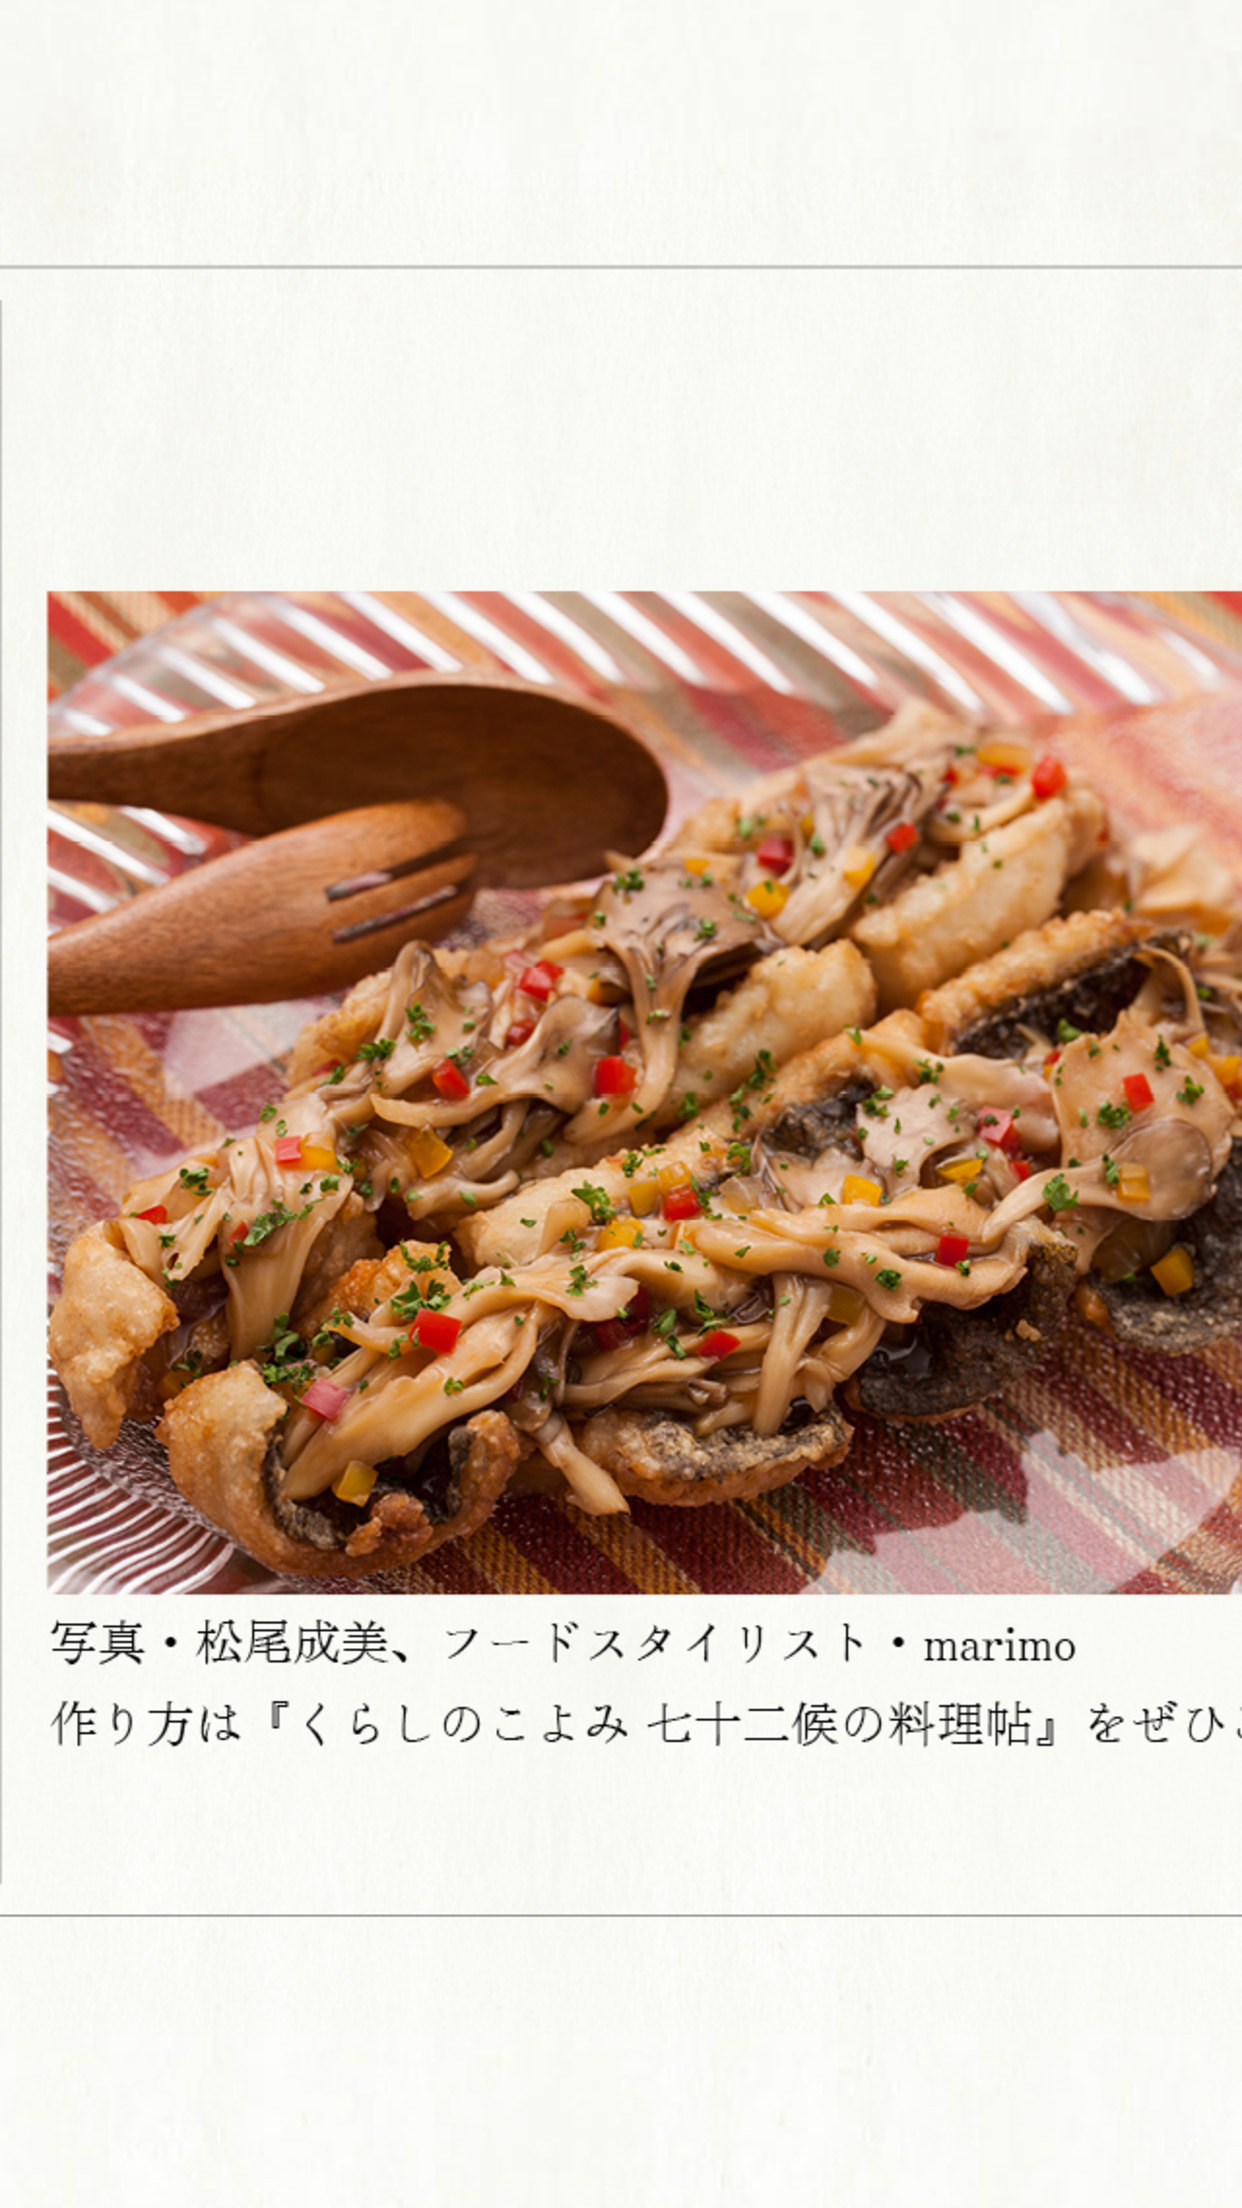 写真・松尾成美、フードスタイリスト・marimo
作り方は『くらしのこよみ 七十二候の料理帖』をぜひ